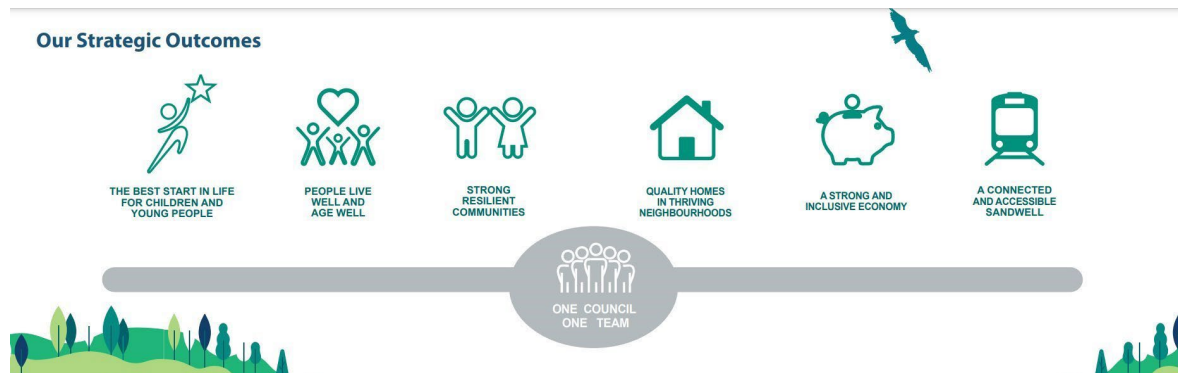 Our Strategic Outcomes
THE BEST START IN LIFE
FOR CHILDREN AND
YOUNG PEOPLE
PEOPLE LIVE
WELL AND
AGE WELL
STRONG
RESILIENT
COMMUNITIES
QUALITY HOMES
IN THRIVING
NEIGHBOURHOODS
A STRONG AND
INCLUSIVE ECONOMY
A CONNECTED
AND ACCESSIBLE
SANDWELL
ONE COUNCIL
ONE TEAM